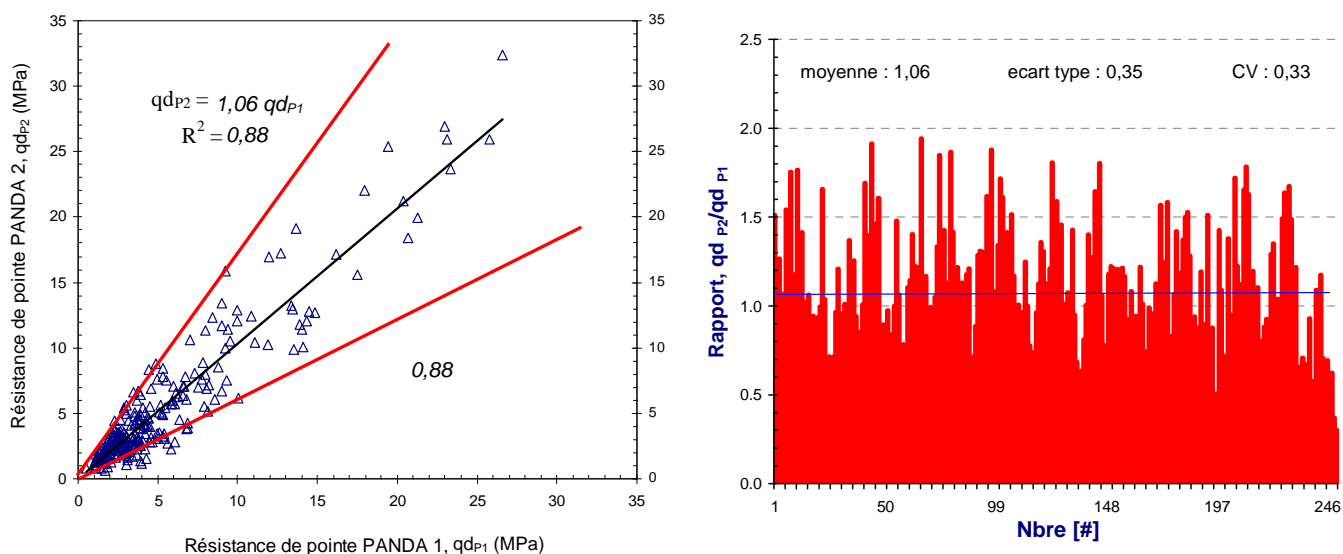 35
30
25
20
15
10
5
0
Résistance de pointe PANDA 2, qdP2 (MPa)
qdP2 = 1,06 qdP1
R² = 0,88
0,88
35
30
25
20
15
10
5
0
0 5 10 15 20 25 30 35
Résistance de pointe PANDA 1, qdP1 (MPa)
2.5
2.0
1.5
1.0
0.5
0.0
Rapport, qd P2/qd P1
moyenne : 1,06 ecart type : 0,35 CV : 0,33
1 50 99 148 197 246
Nbre [#]